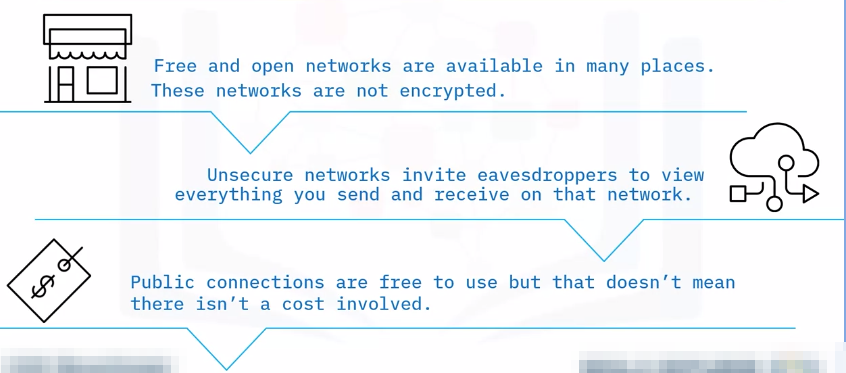 Free and open networks are available in many places.
These networks are not encrypted.
Unsecure networks invite eavesdroppers to view
everything you send and receive on that network.
$
Public connections are free to use but that doesn’t mean
there isn’t a cost involved.